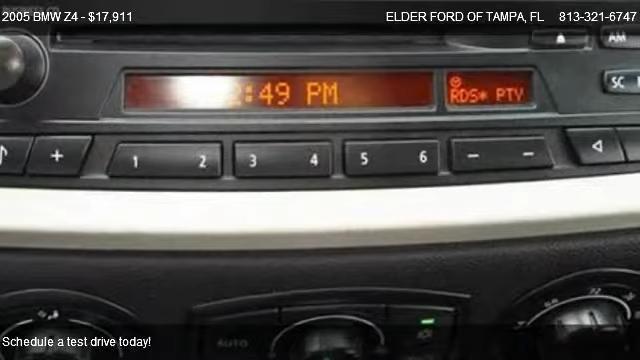 2005 BMW Z4 - $17,911
ELDER FORD OF TAMPA, FL 813-321-6747
AM
:49 PM
RDS* PTY
SC
+
1 2
3 4
5 6
- -
72
AUTO
Schedule a test drive today!